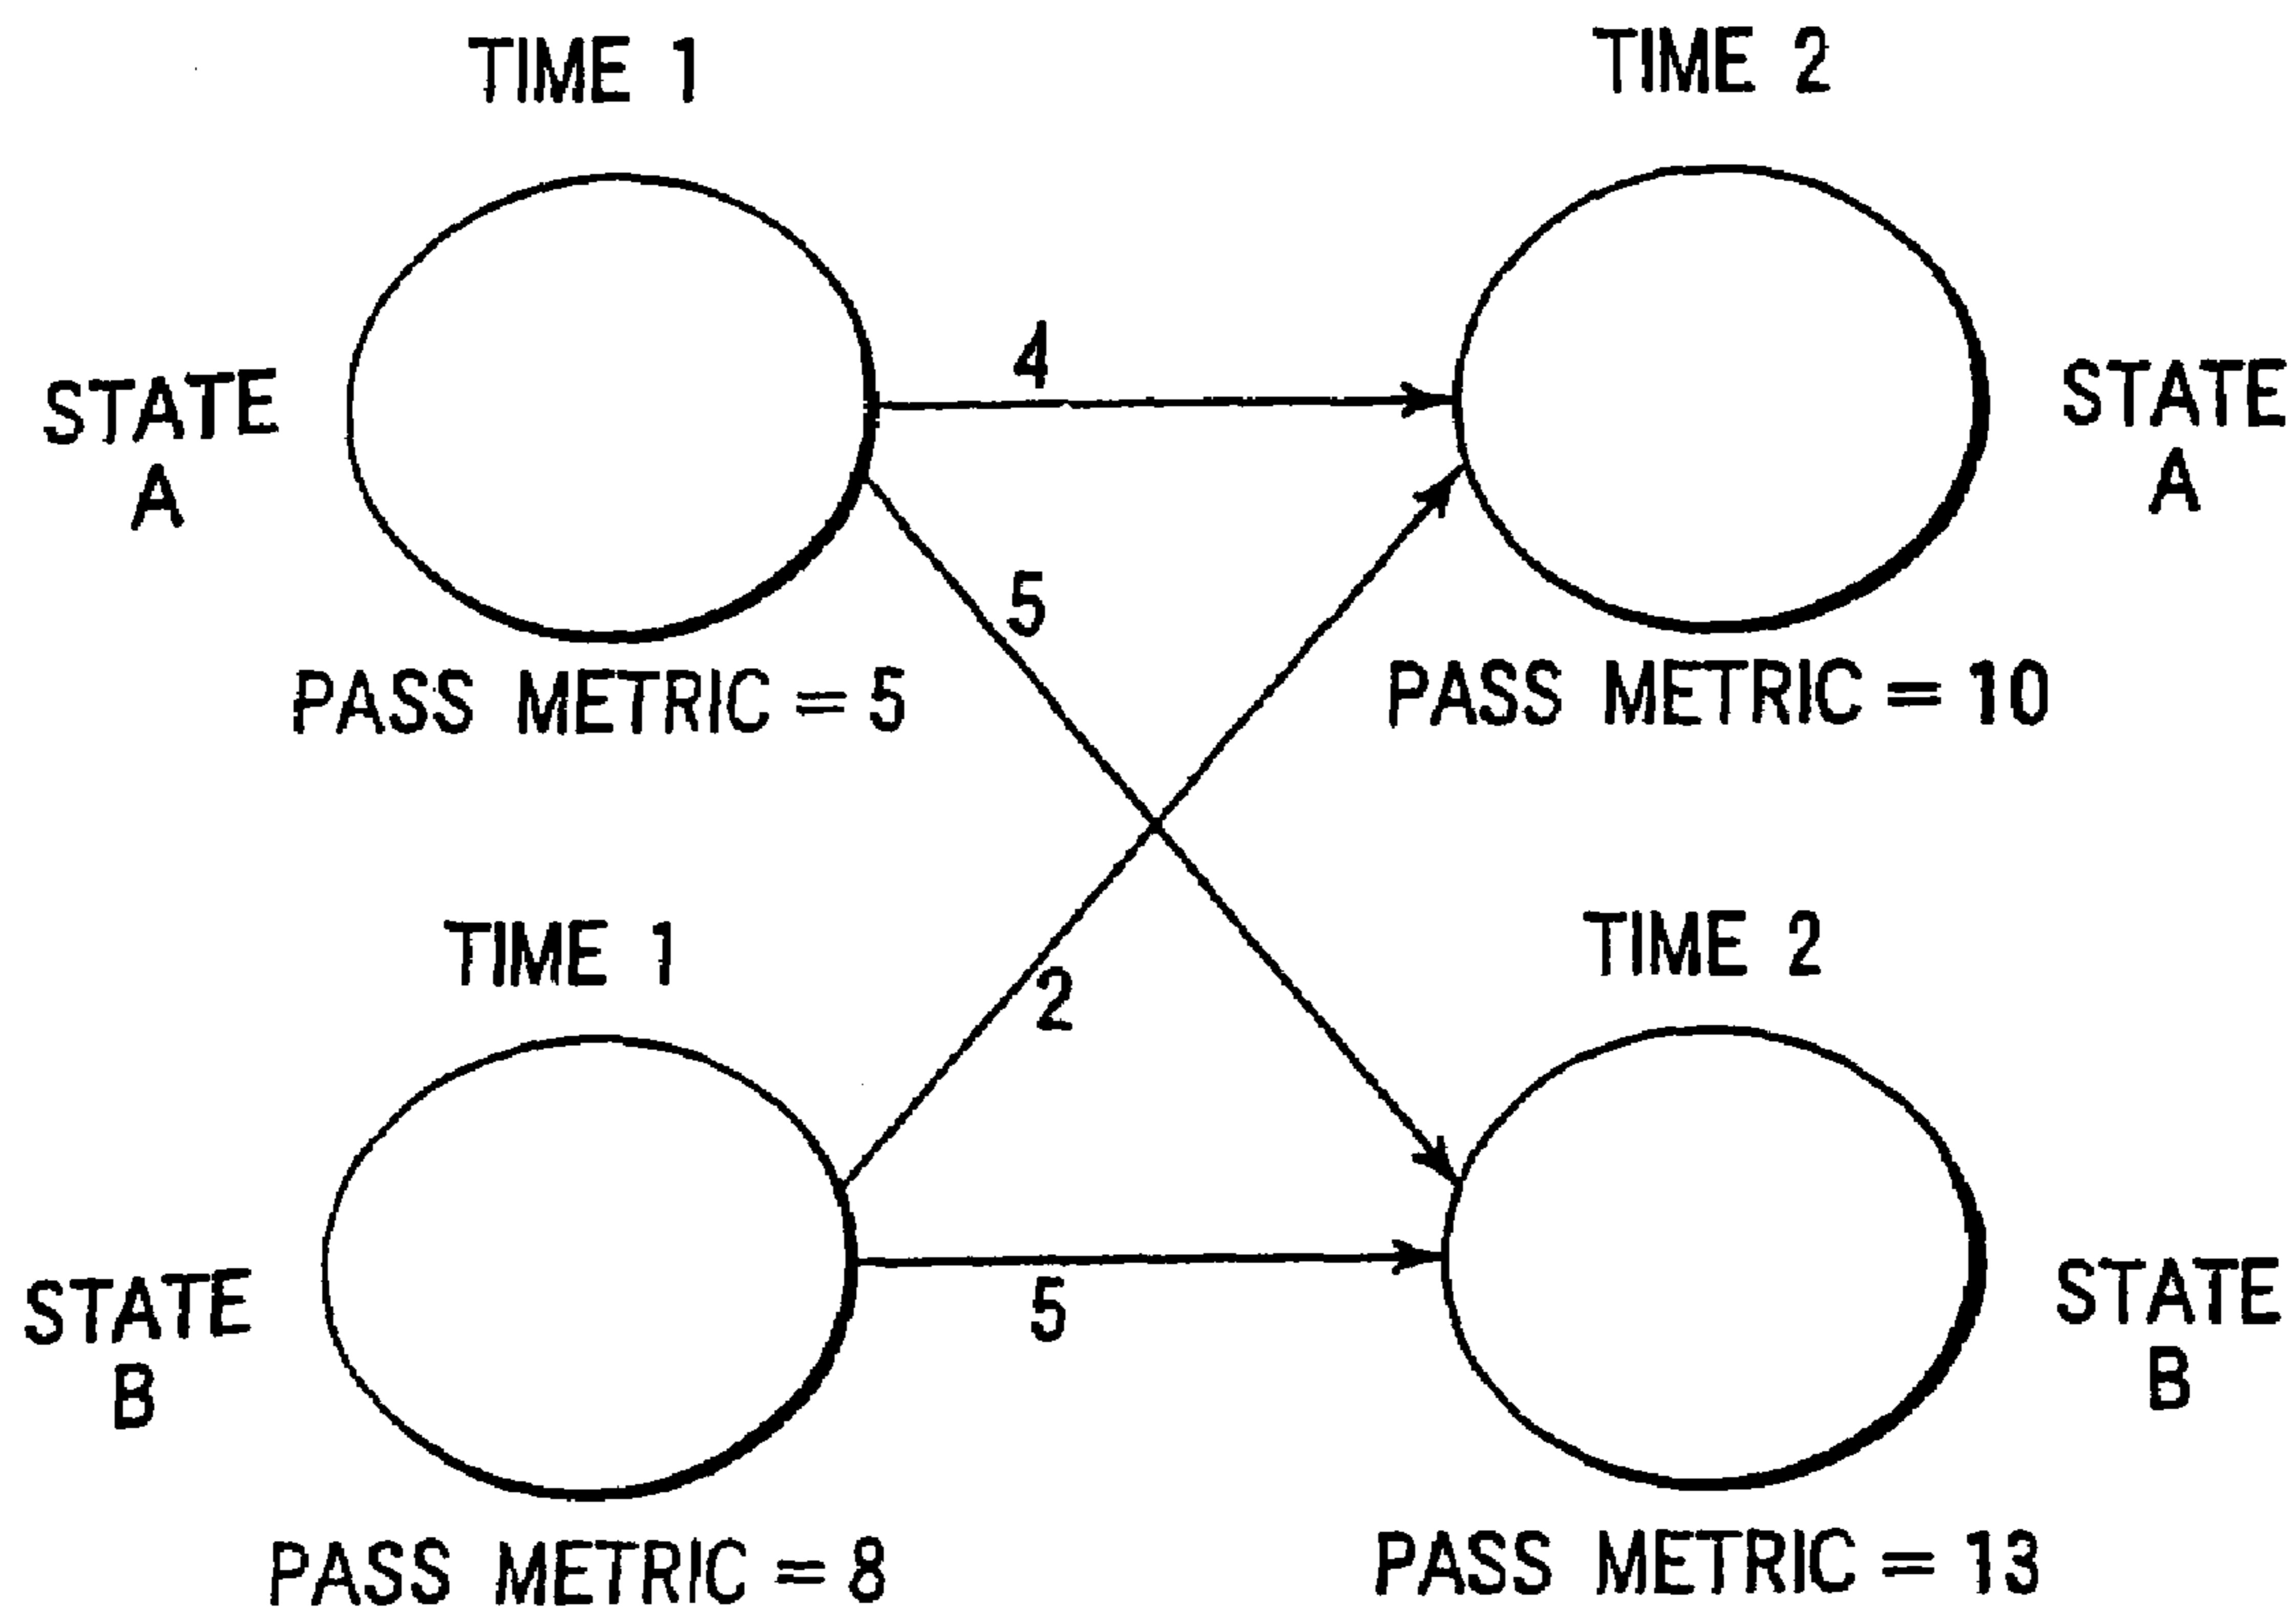 TIME 1
TIME 2
STATE
A
4
STATE
A
5
PASS METRIC = 5
PASS METRIC = 10
TIME 1
TIME 2
2
STATE
B
5
STATE
B
PASS METRIC = 8
PASS METRIC = 13